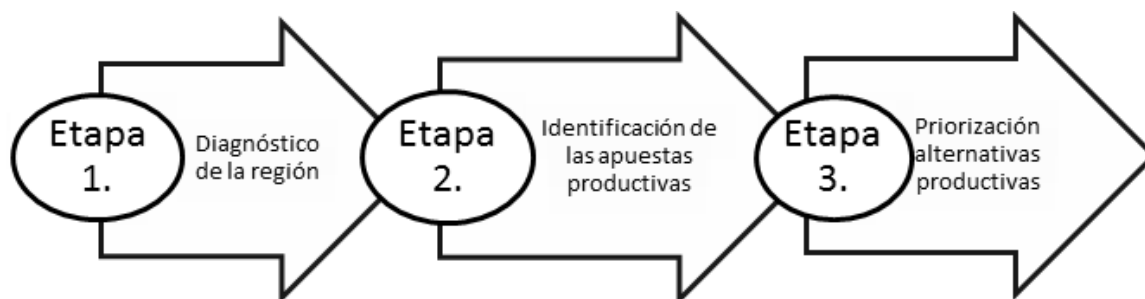 Etapa
1.
Diagnóstico
de la región
Etapa
2.
Identificación de
las apuestas
productivas
Etapa
3.
Priorización
alternativas
productivas